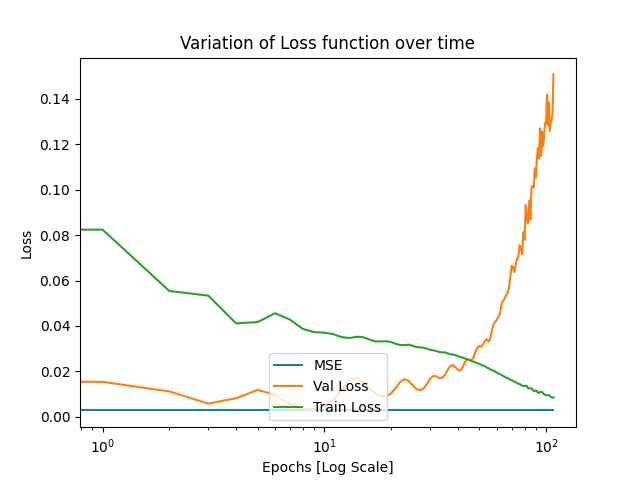 Variation of Loss function over time
Loss
0.14
0.12
0.10
0.08
0.06
0.04
0.02
0.00
MSE
Val Loss
Train Loss
10⁰
10¹
10²
Epochs [Log Scale]